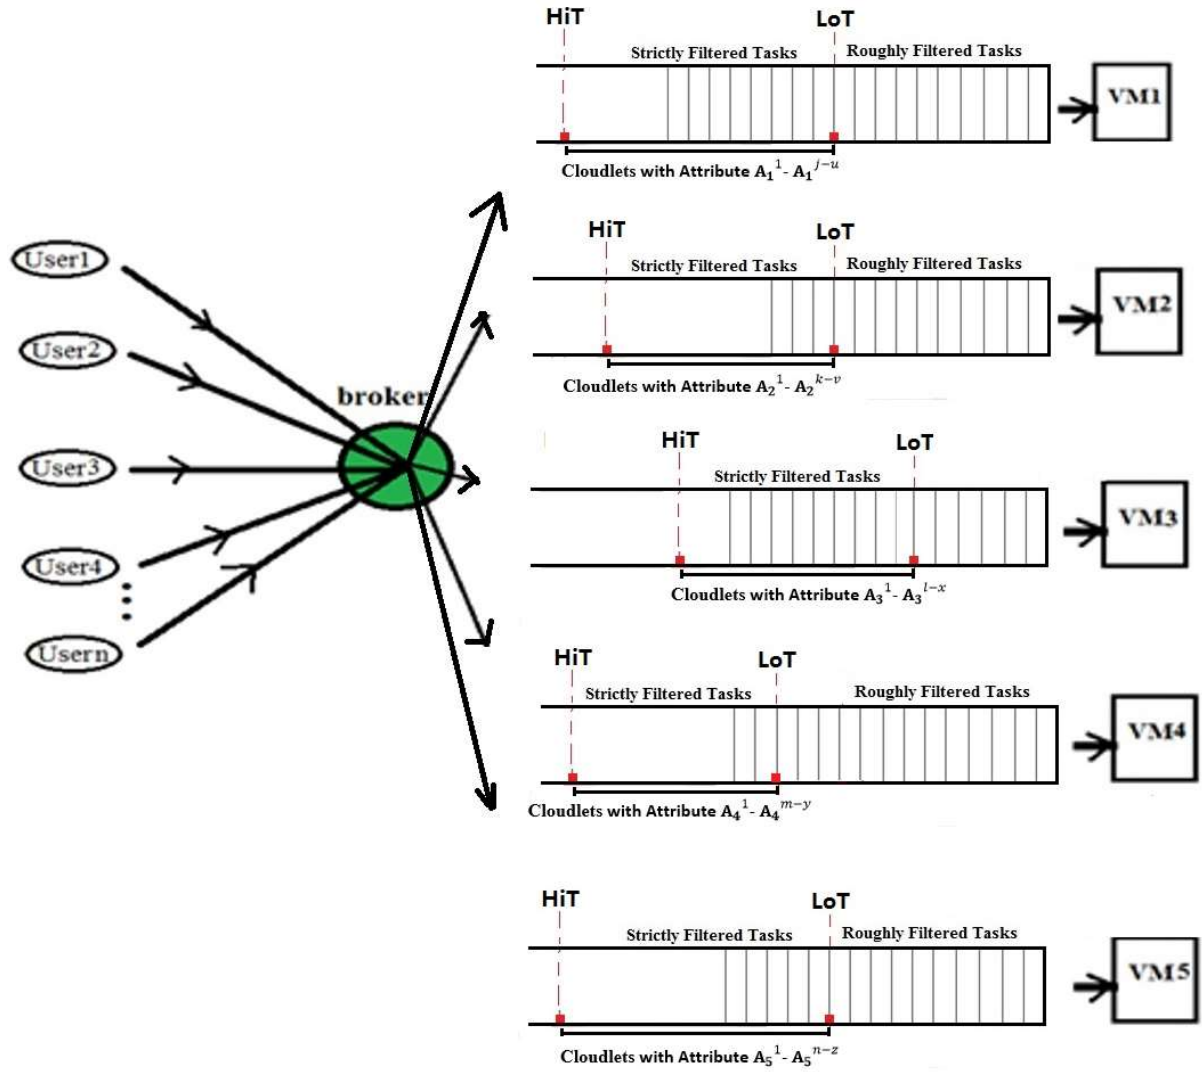 User1
User2
User3
User4
Usern
broker
HiT
LoT
Strictly Filtered Tasks
Roughly Filtered Tasks
VM1
Cloudlets with Attribute A₁¹- A₁ʲ⁻ᵘ
HiT
LoT
Strictly Filtered Tasks
Roughly Filtered Tasks
VM2
Cloudlets with Attribute A₂¹- A₂ᵏ⁻ᵛ
HiT
LoT
Strictly Filtered Tasks
VM3
Cloudlets with Attribute A₃¹- A₃ˡ⁻ˣ
HiT
LoT
Strictly Filtered Tasks
Roughly Filtered Tasks
VM4
Cloudlets with Attribute A₄¹- A₄ᵐ⁻ʸ
HiT
LoT
Strictly Filtered Tasks
Roughly Filtered Tasks
VM5
Cloudlets with Attribute A₅¹- A₅ⁿ⁻ᶻ